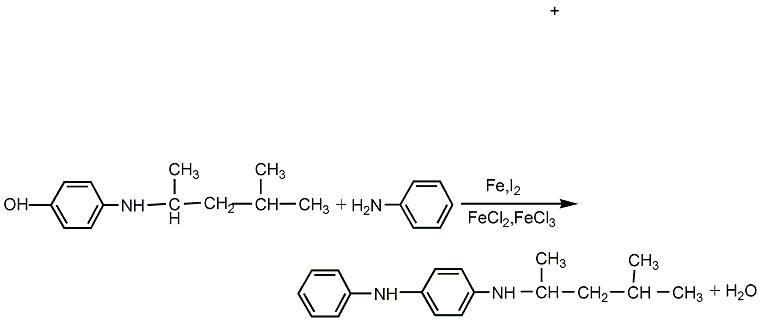 +
CH3 CH3
OH NH C H CH2 CH CH3 + H2N Fe,I2
FeCl2,FeCl3
CH3 CH3
NH NH CH CH2 CH CH3 + H2O